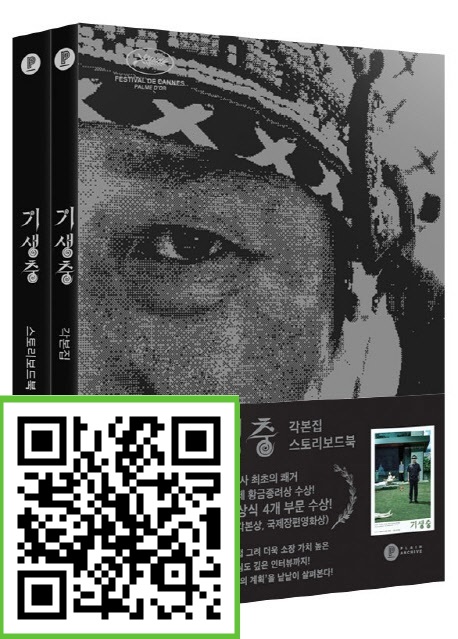 기생충
스토리보드북
기생충
각본집
FESTIVAL DE CANNES
PALME D'OR
충
각본집
스토리보드북
사 최초의 쾌거
제 황금종려상 수상!
상식 4개 부문 수상!
각본상, 국제장편영화상)
그려 더욱 소장 가치 높은
도 깊은 인터뷰까지!
의 계획'을 낱낱이 살펴본다!
기생충
PLAIN
ARCHIVE